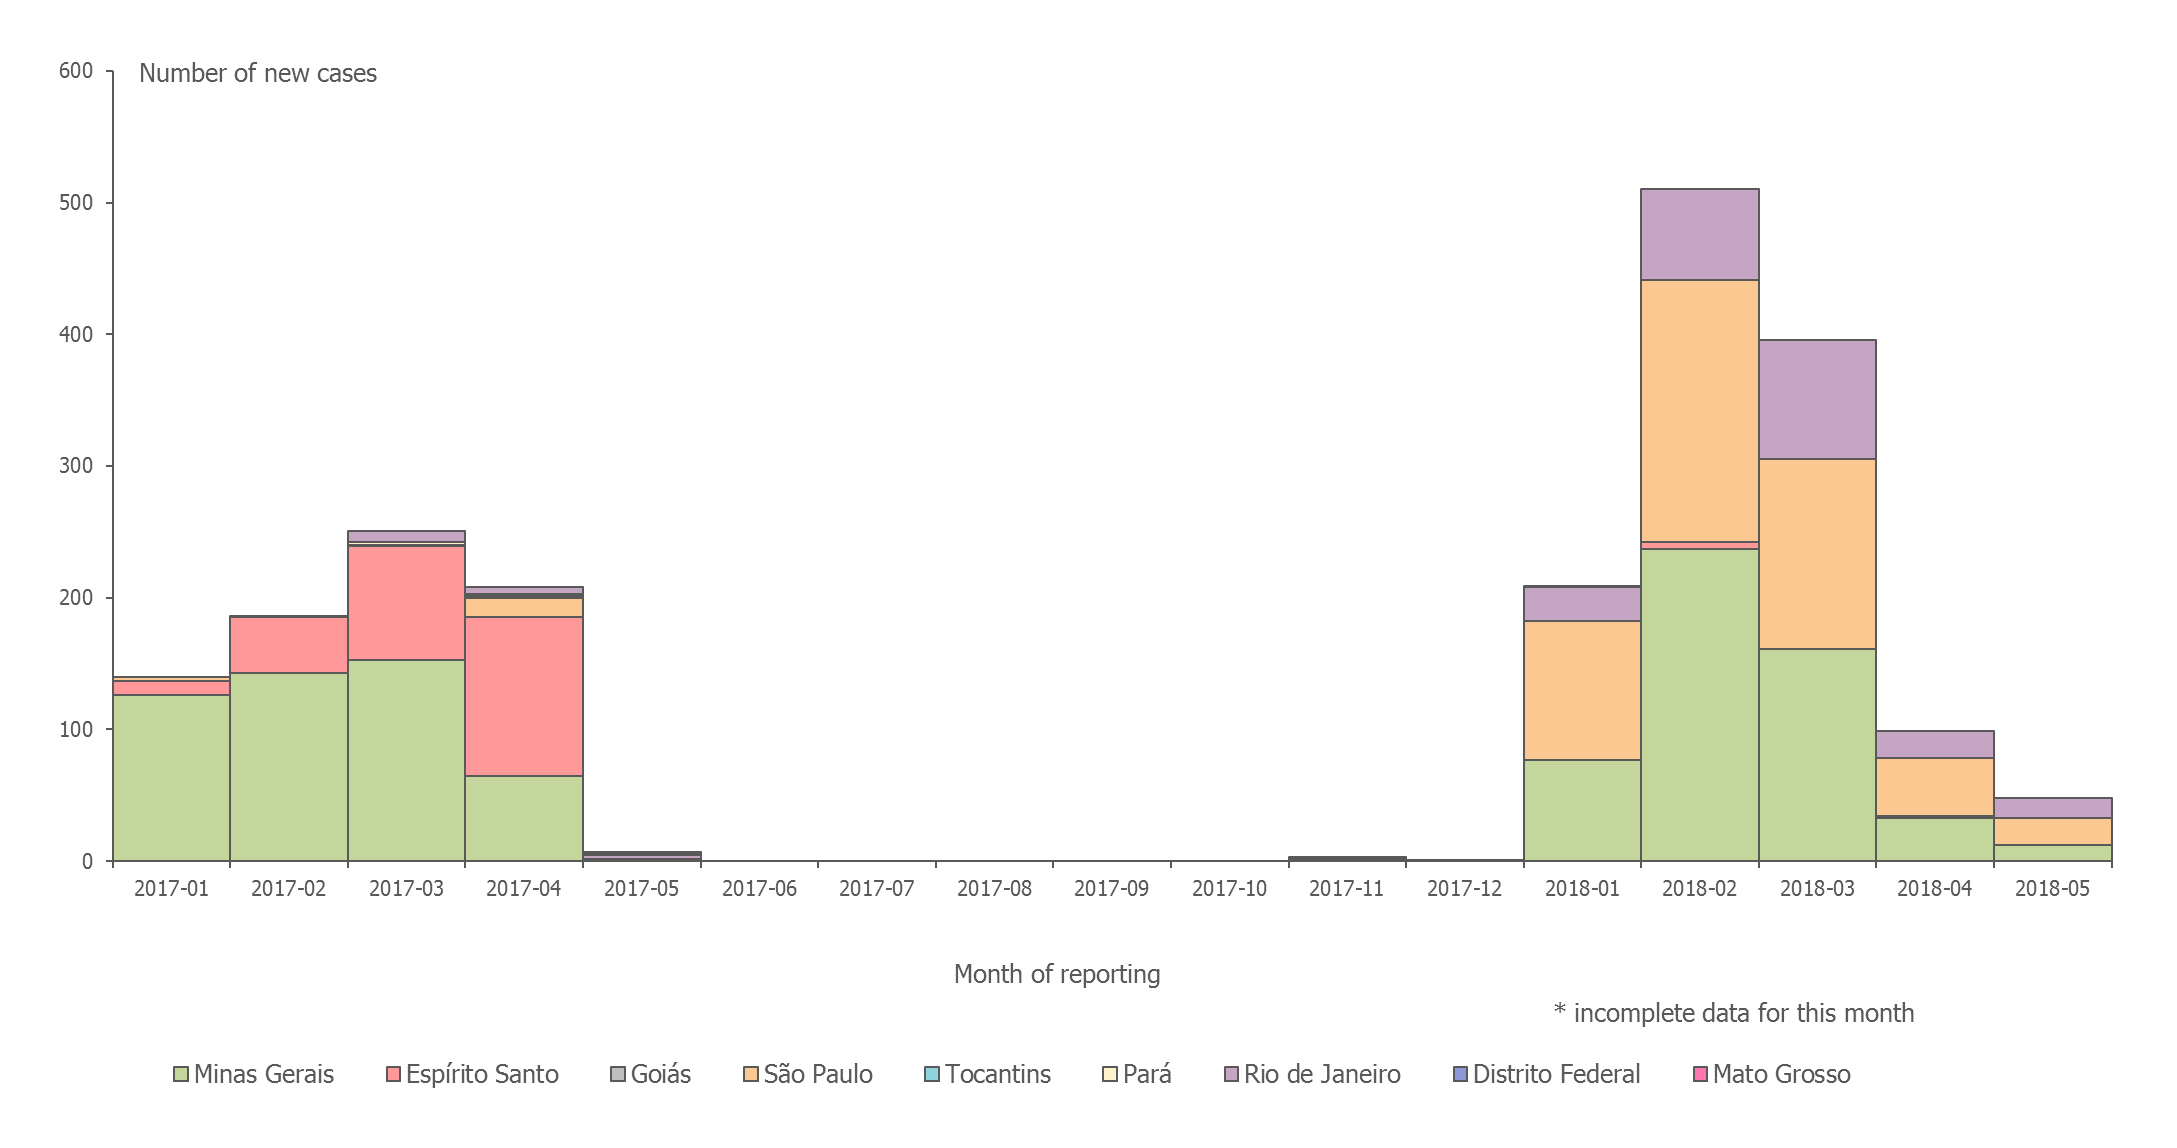 Number of new cases
600
500
400
300
200
100
0
2017-01 2017-02 2017-03 2017-04 2017-05 2017-06 2017-07 2017-08 2017-09 2017-10 2017-11 2017-12 2018-01 2018-02 2018-03 2018-04 2018-05
Month of reporting
* incomplete data for this month
Minas Gerais Espírito Santo Goiás São Paulo Tocantins Pará Rio de Janeiro Distrito Federal Mato Grosso